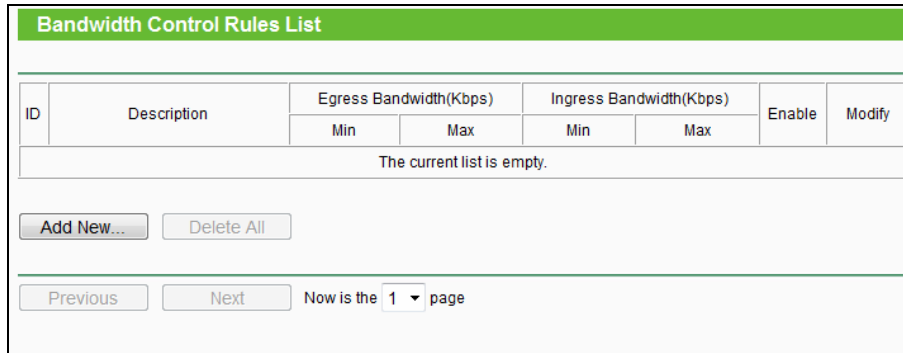 Bandwidth Control Rules List
ID Description Egress Bandwidth(Kbps) Ingress Bandwidth(Kbps) Enable Modify
Min Max Min Max
The current list is empty.
Add New... Delete All
Previous Next Now is the 1 page